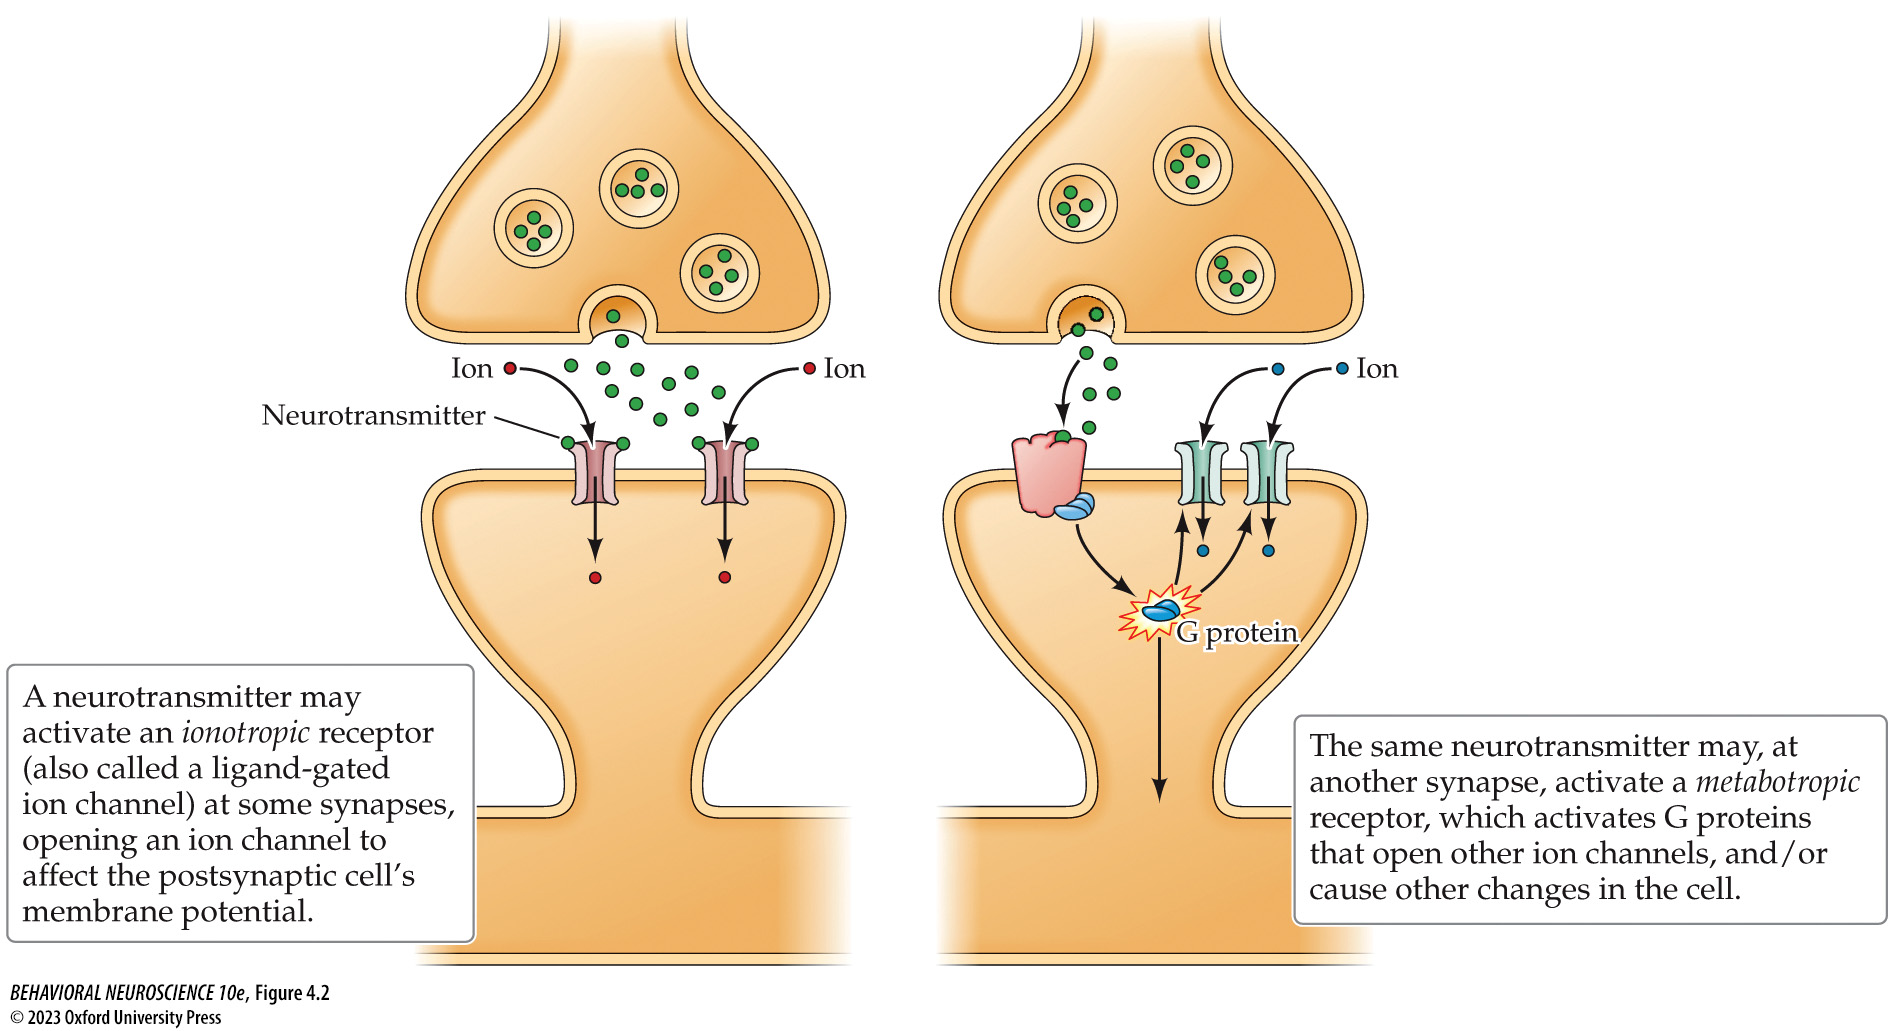 Ion
Ion
Neurotransmitter
Ion
G protein
A neurotransmitter may
activate an ionotropic receptor
(also called a ligand-gated
ion channel) at some synapses,
opening an ion channel to
affect the postsynaptic cell’s
membrane potential.
The same neurotransmitter may, at
another synapse, activate a metabotropic
receptor, which activates G proteins
that open other ion channels, and/or
cause other changes in the cell.
BEHAVIORAL NEUROSCIENCE 10e, Figure 4.2
© 2023 Oxford University Press